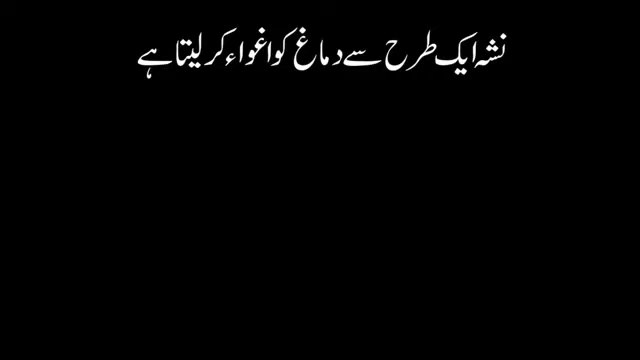 نشہ ایک طرح سے دماغ کو اغواء کر لیتا ہے